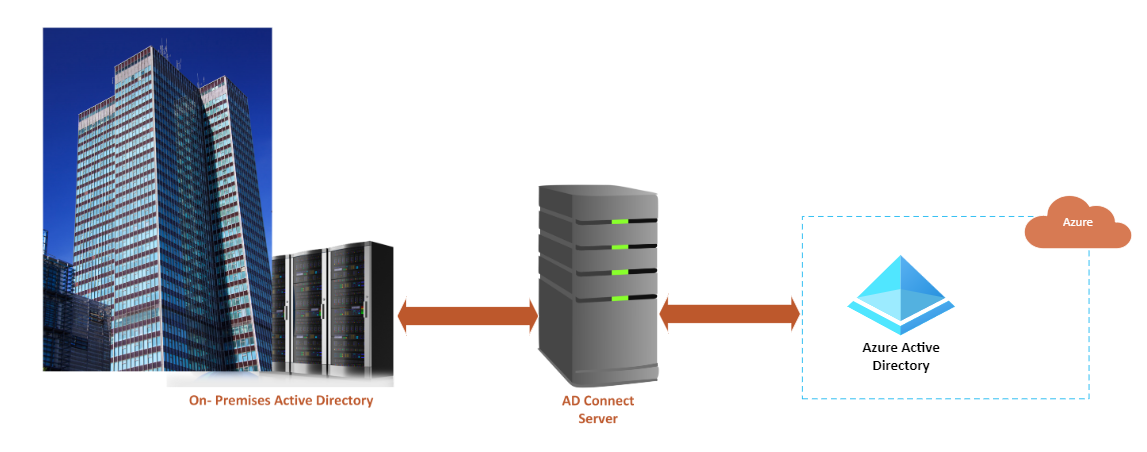 Azure
Azure Active
Directory
On- Premises Active Directory
AD Connect
Server